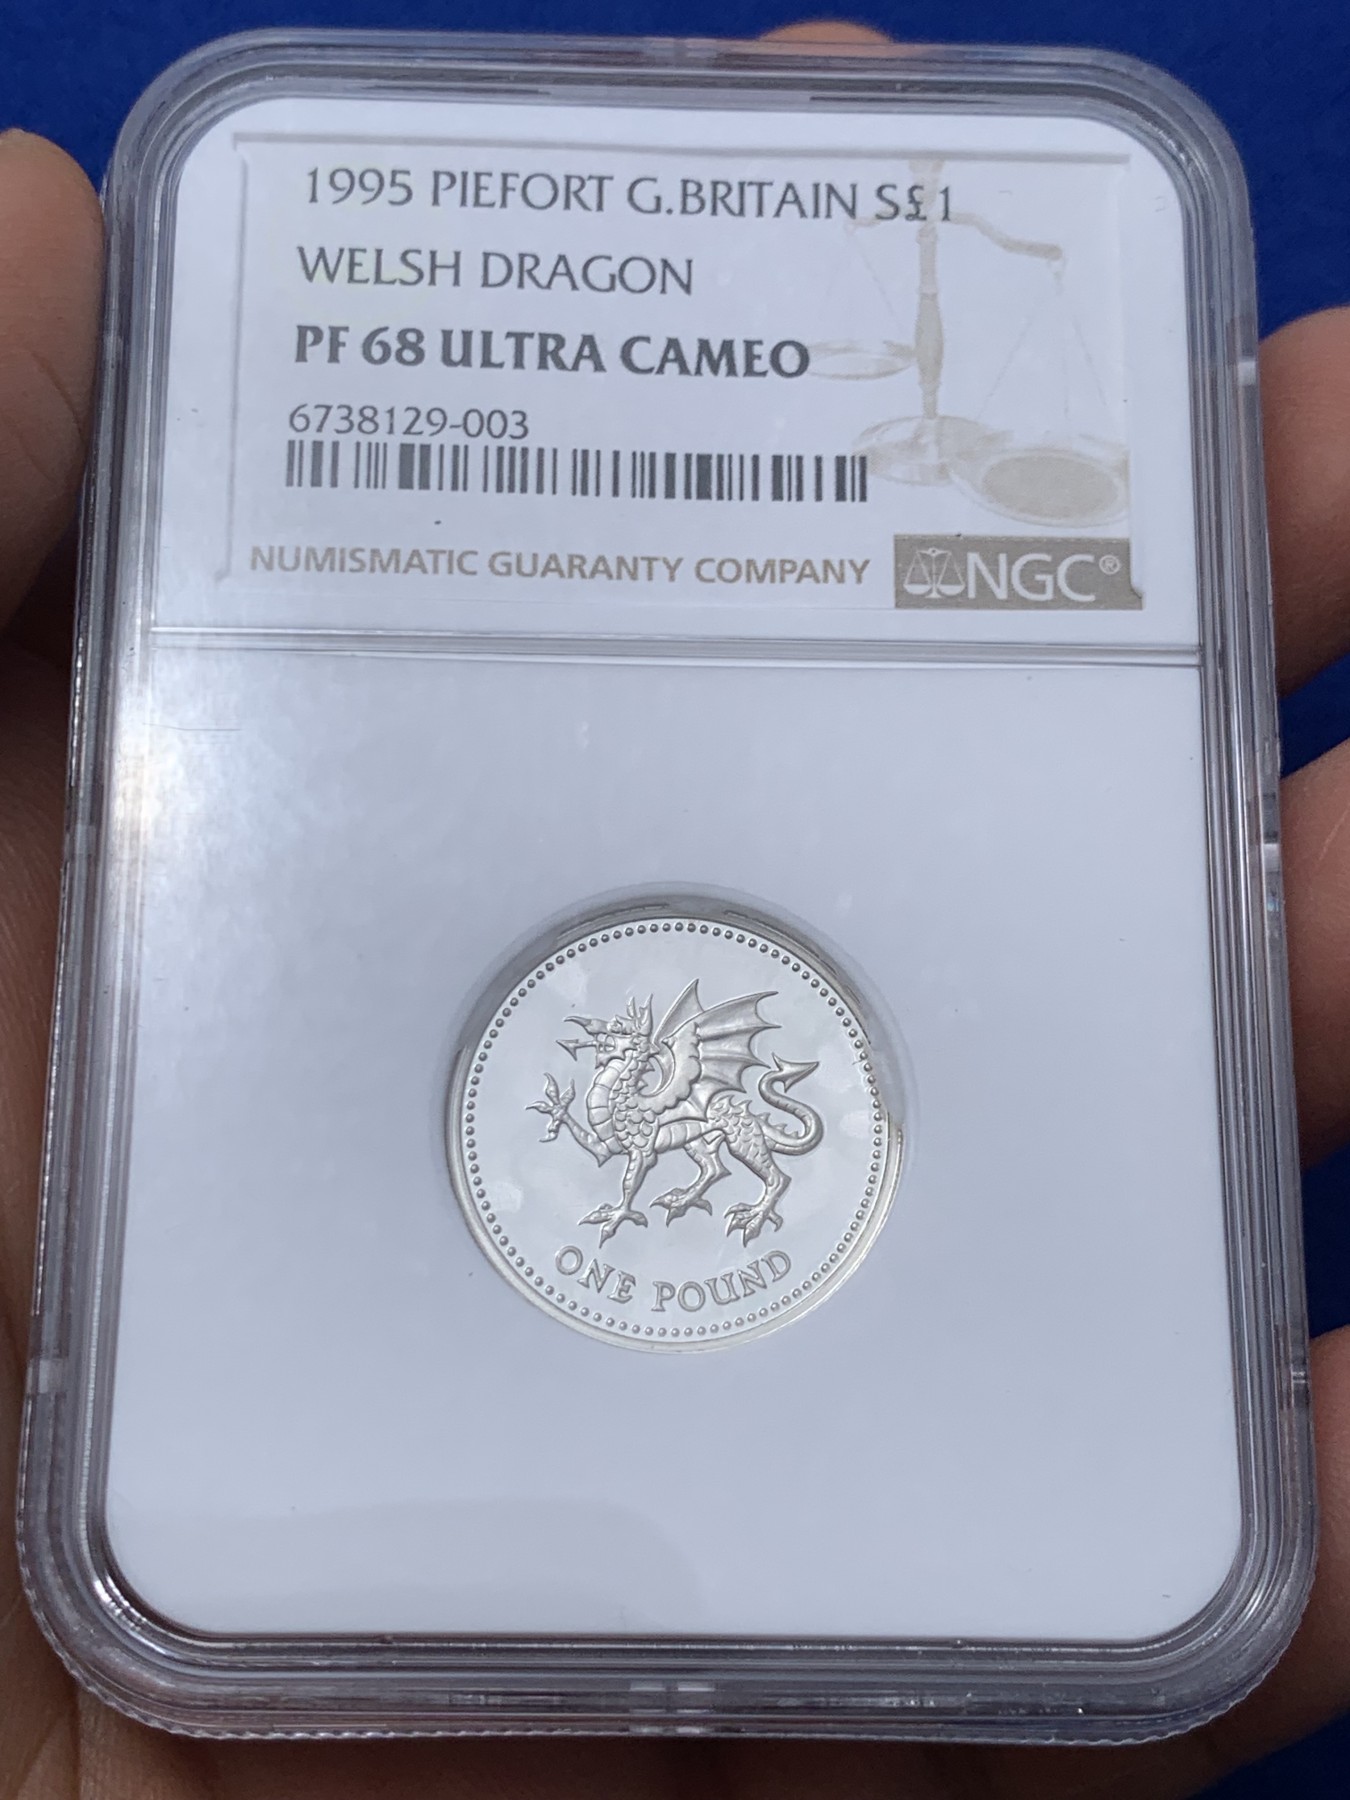 1995 PIEFORT G.BRITAIN S£1
WELSH DRAGON
PF 68 ULTRA CAMEO
6738129-003
NUMISMATIC GUARANTY COMPANY
NGC®
ONE POUND